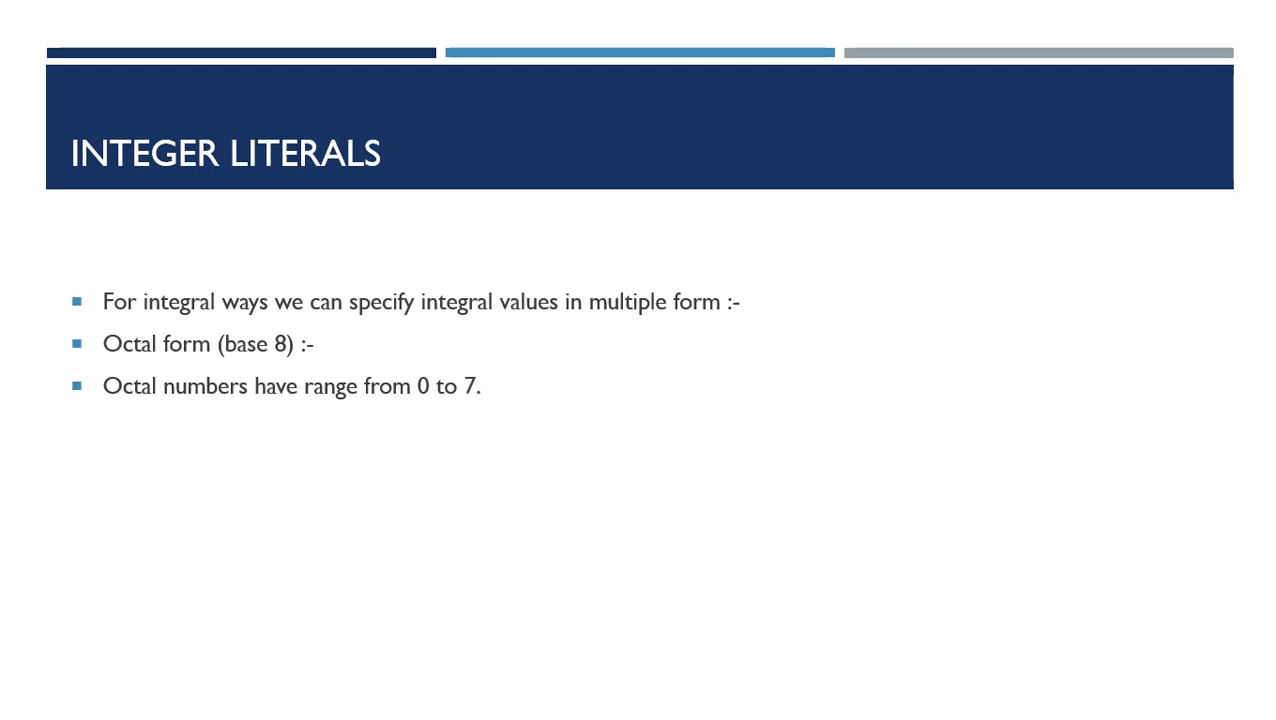 INTEGER LITERALS
For integral ways we can specify integral values in multiple form :-
Octal form (base 8) :-
Octal numbers have range from 0 to 7.